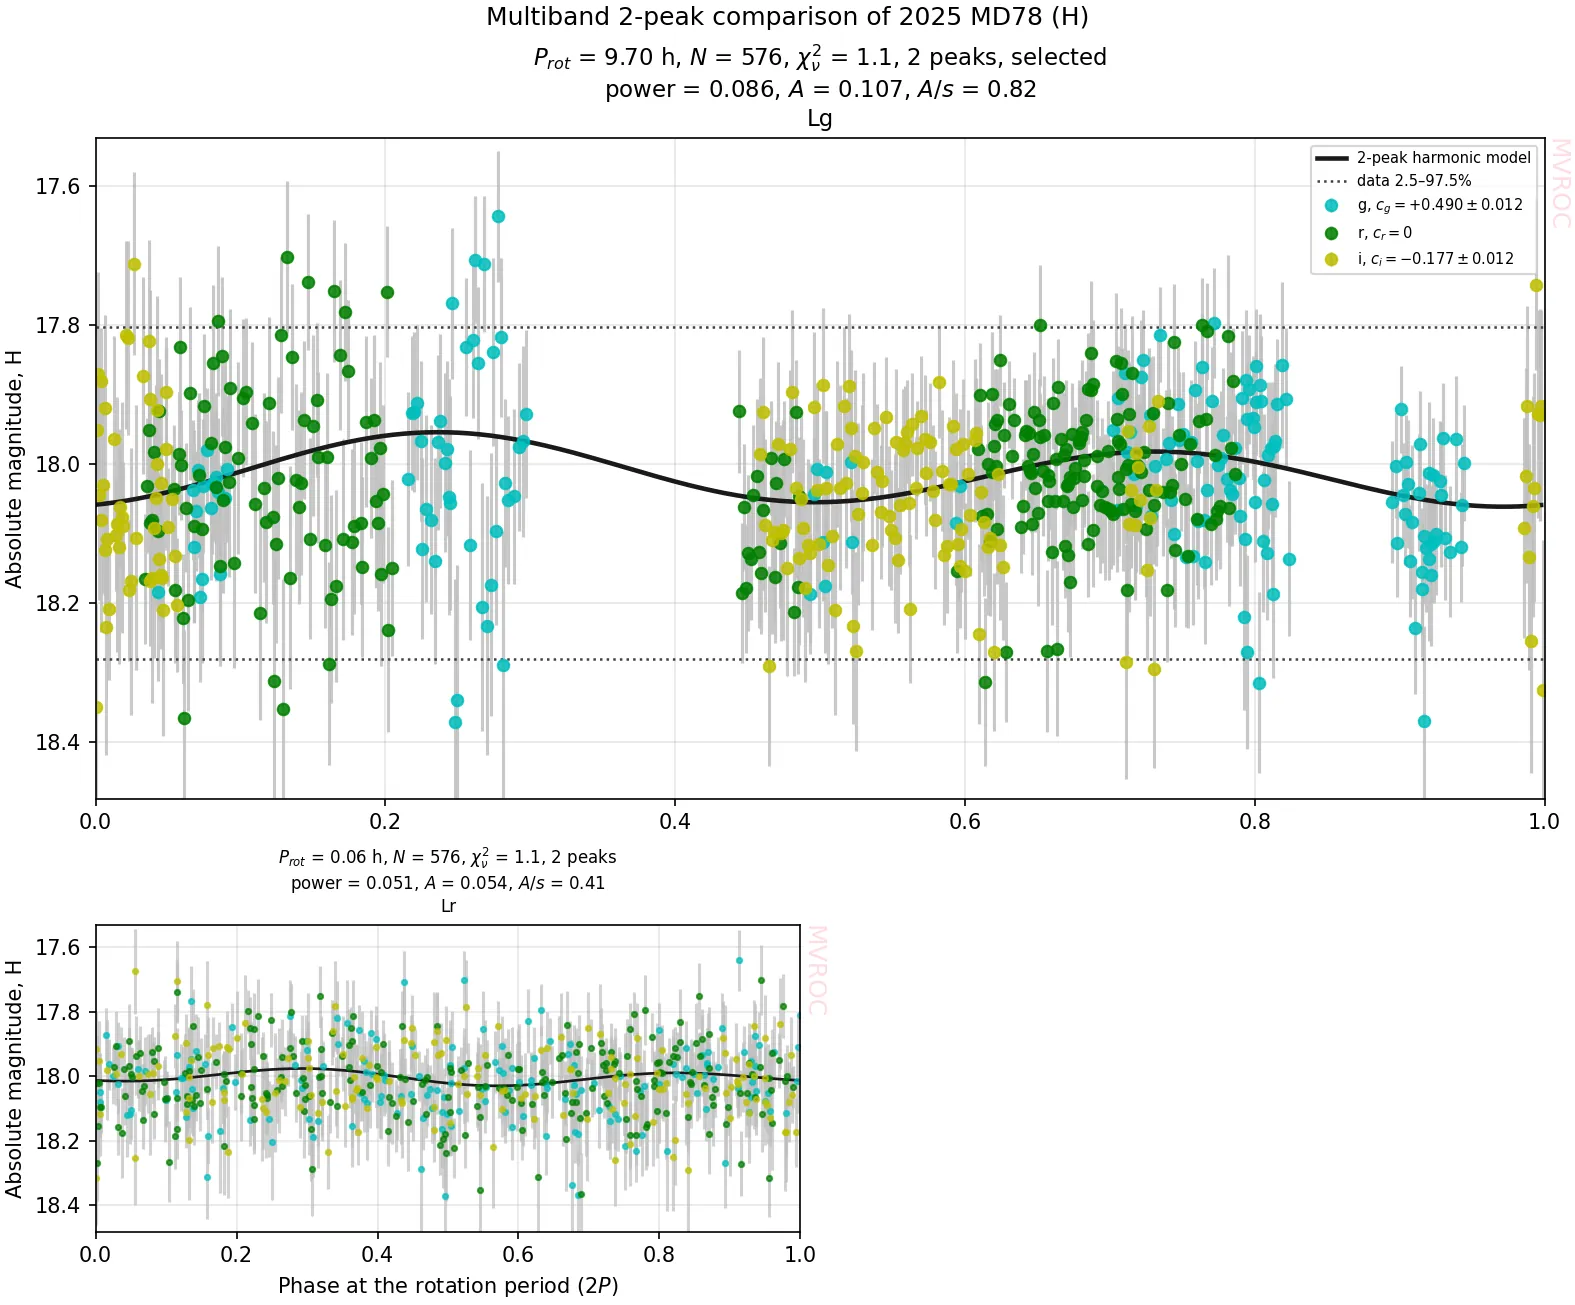 Multiband 2-peak comparison of 2025 MD78 (H)
P_rot = 9.70 h, N = 576, χ²_ν = 1.1, 2 peaks, selected
power = 0.086, A = 0.107, A/s = 0.82
Lg
2-peak harmonic model
data 2.5–97.5%
g, c_g = +0.490 ± 0.012
r, c_r = 0
i, c_i = −0.177 ± 0.012
MVROC
Absolute magnitude, H
17.6
17.8
18.0
18.2
18.4
0.0 0.2 0.4 0.6 0.8 1.0
P_rot = 0.06 h, N = 576, χ²_ν = 1.1, 2 peaks
power = 0.051, A = 0.054, A/s = 0.41
Lr
MVROC
Absolute magnitude, H
17.6
17.8
18.0
18.2
18.4
0.0 0.2 0.4 0.6 0.8 1.0
Phase at the rotation period (2P)